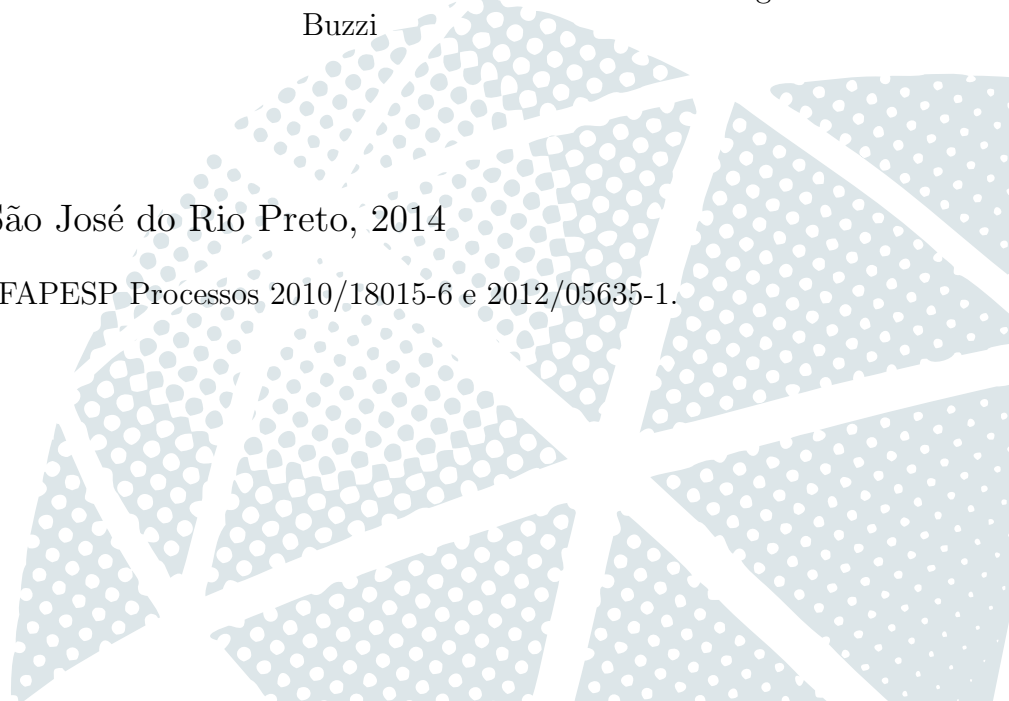 Buzzi
São José do Rio Preto, 2014
FAPESP Processos 2010/18015-6 e 2012/05635-1.